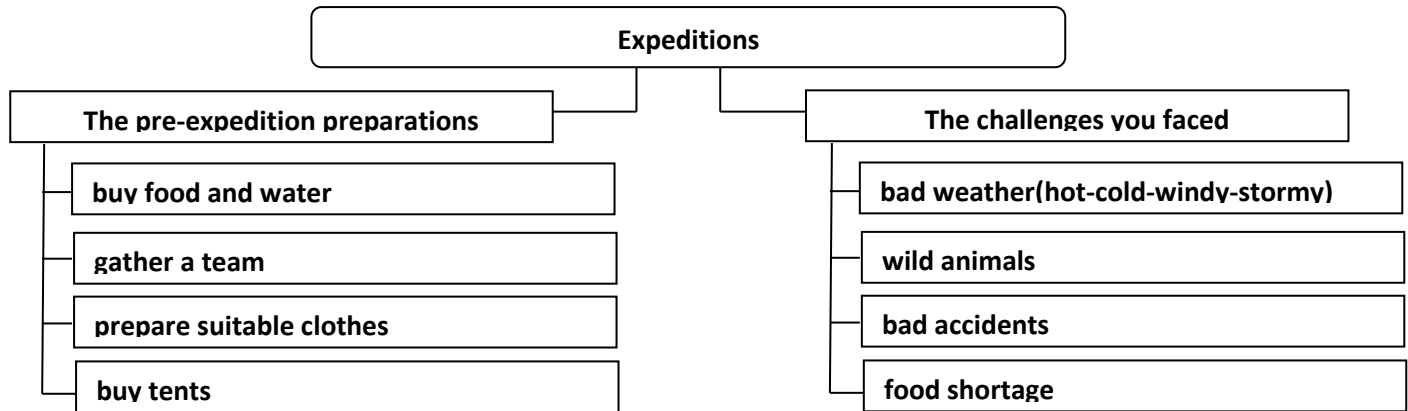 Expeditions
The pre-expedition preparations
buy food and water
gather a team
prepare suitable clothes
buy tents
The challenges you faced
bad weather(hot-cold-windy-stormy)
wild animals
bad accidents
food shortage